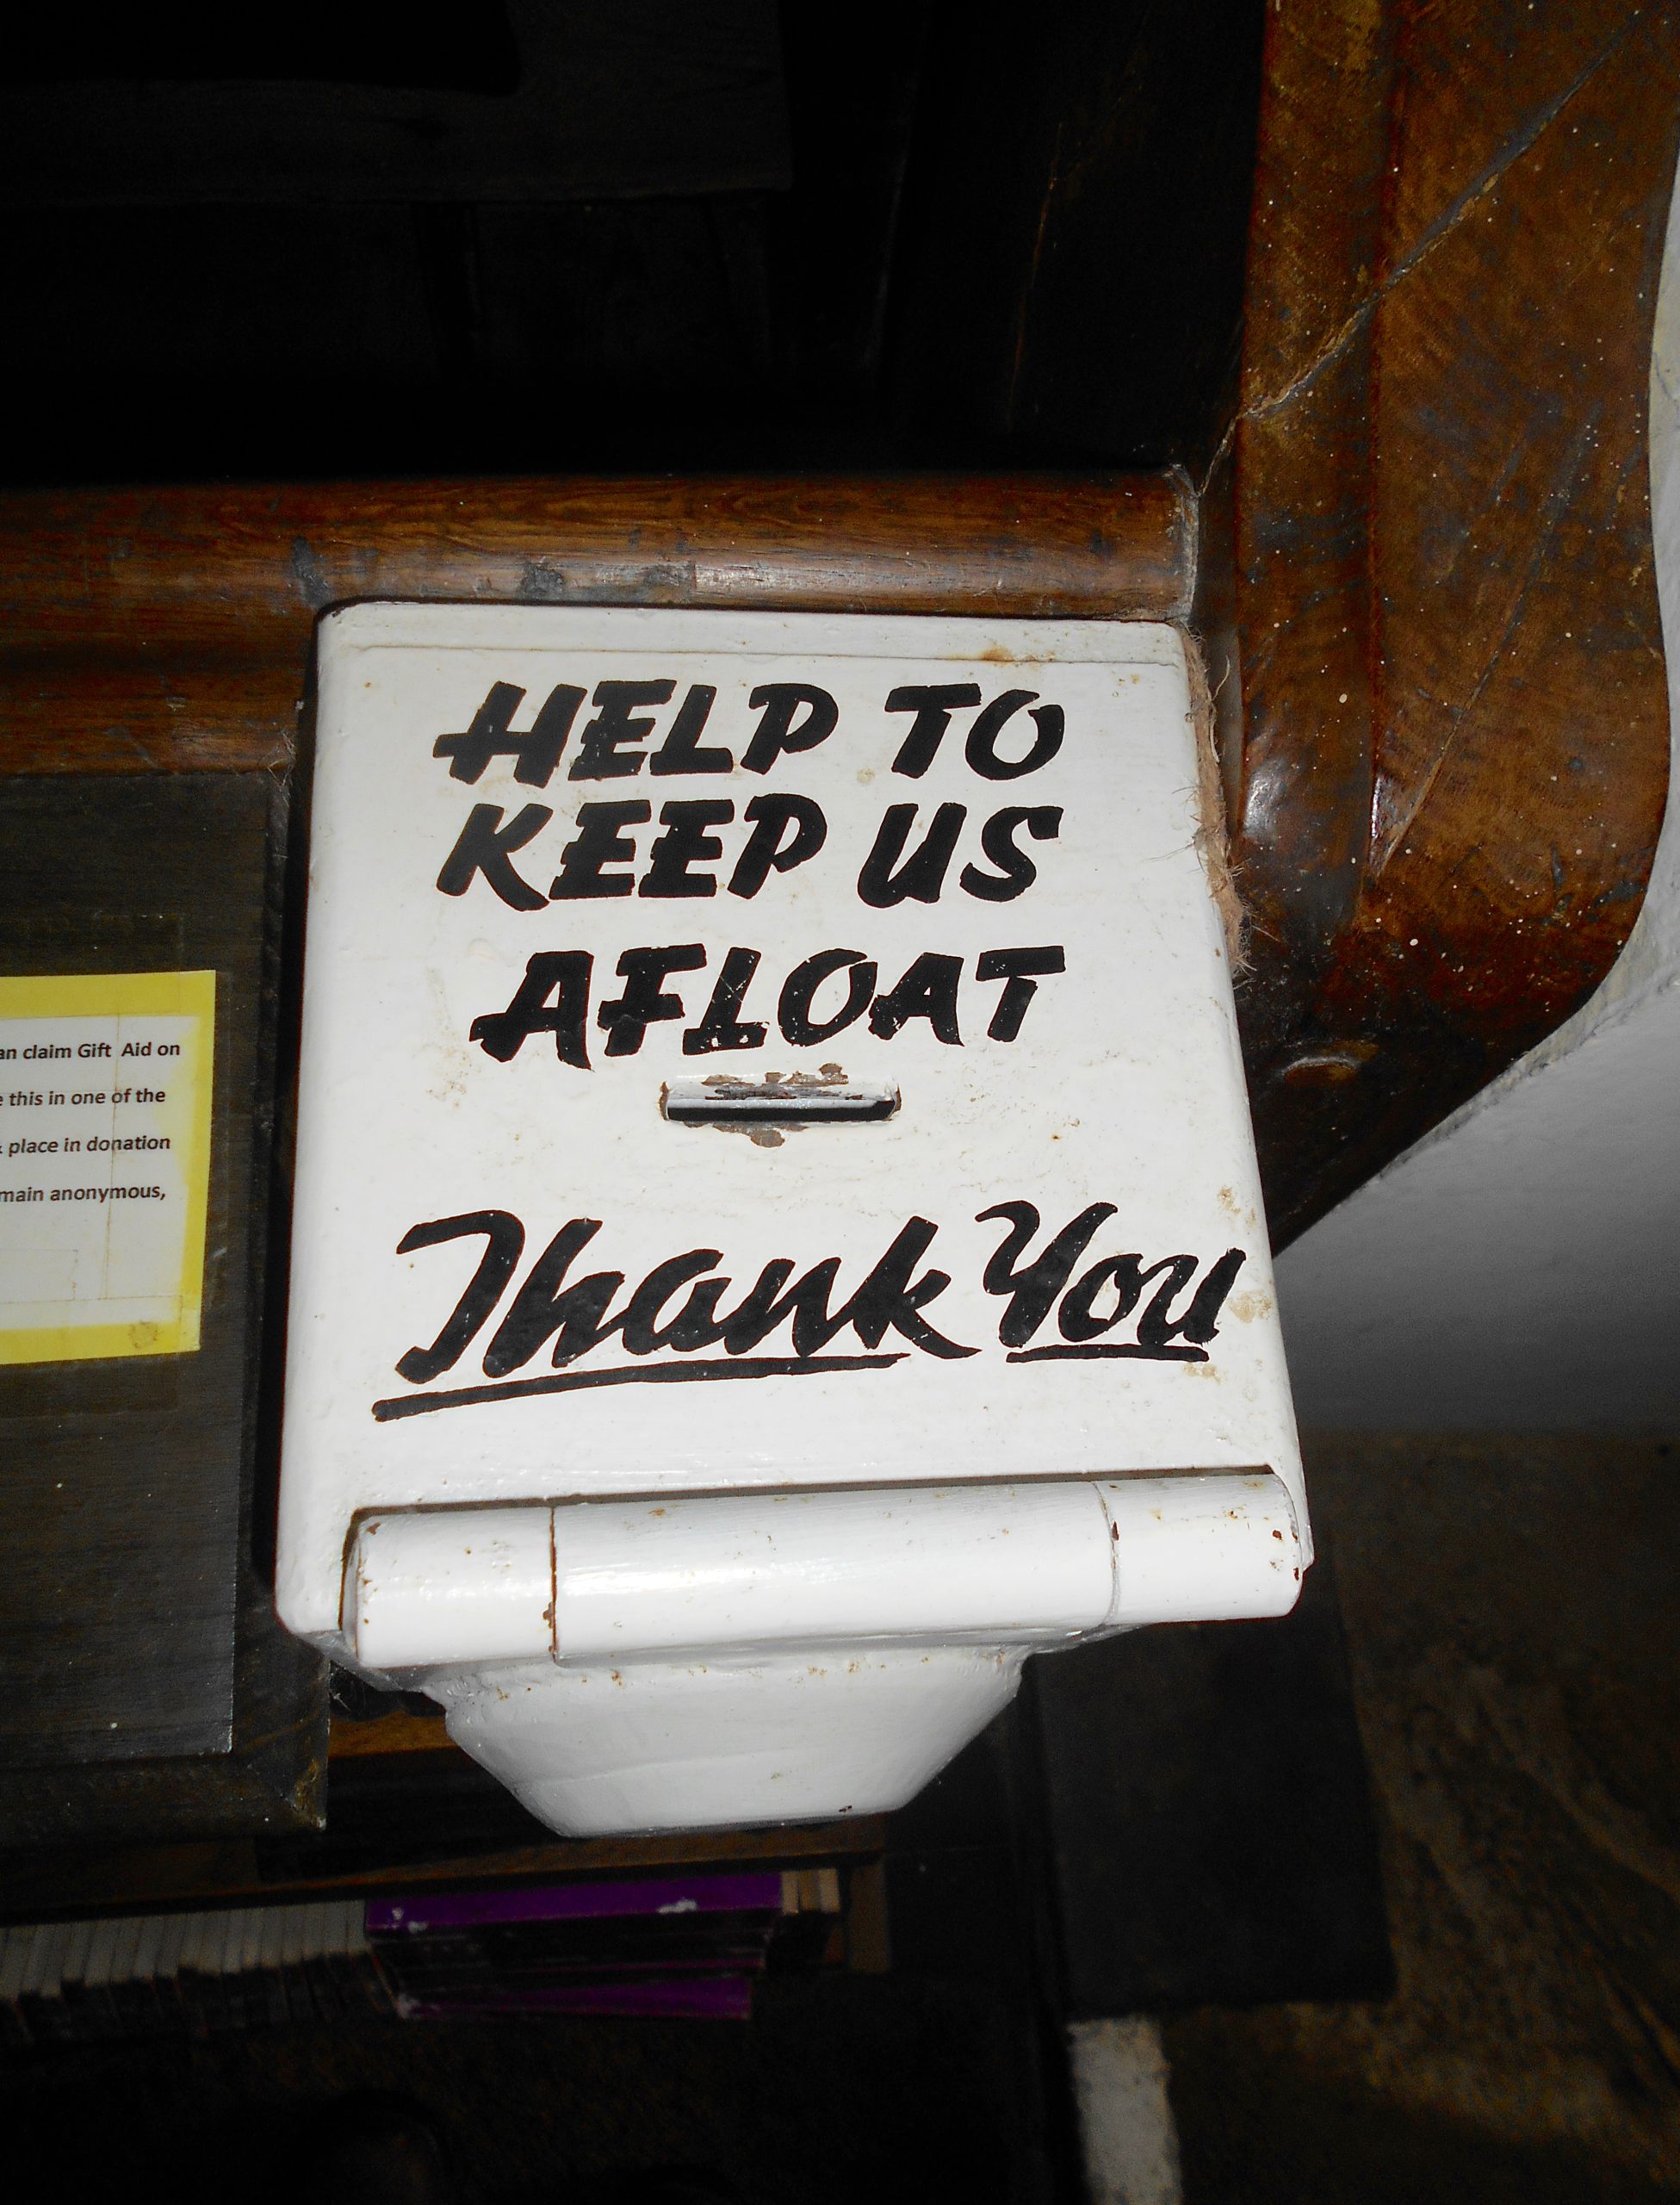 HELP TO
KEEP US
AFLOAT
Thank You
claim Gift Aid on
this in one of the
place in donation
anonymous,